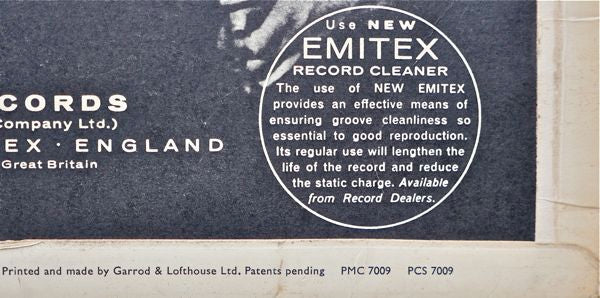 Use NEW
EMITEX
RECORD CLEANER
The use of NEW EMITEX
provides an effective means of
ensuring groove cleanliness so
essential to good reproduction.
Its regular use will lengthen the
life of the record and reduce
the static charge. Available
from Record Dealers.
CORDS
Company Ltd.)
EX · ENGLAND
Great Britain
Printed and made by Garrod & Lofthouse Ltd. Patents pending PMC 7009 PCS 7009